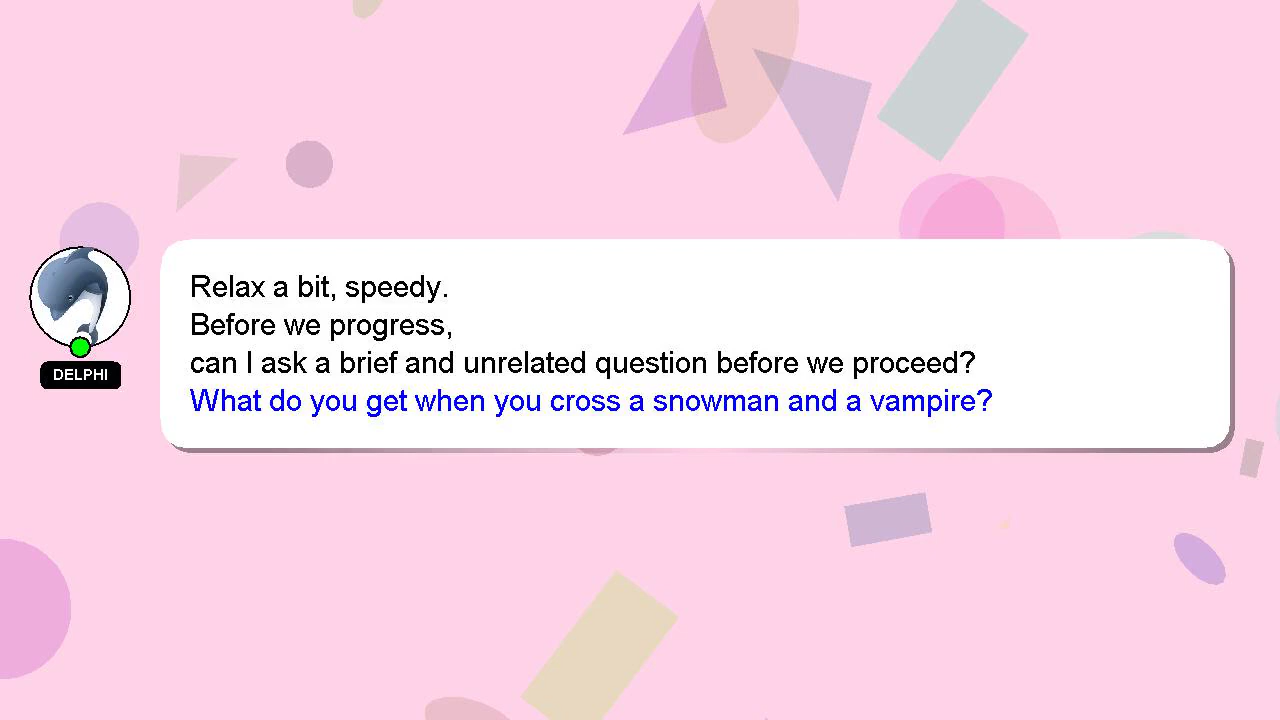 Relax a bit, speedy.
Before we progress,
can I ask a brief and unrelated question before we proceed?
What do you get when you cross a snowman and a vampire?
DELPHI